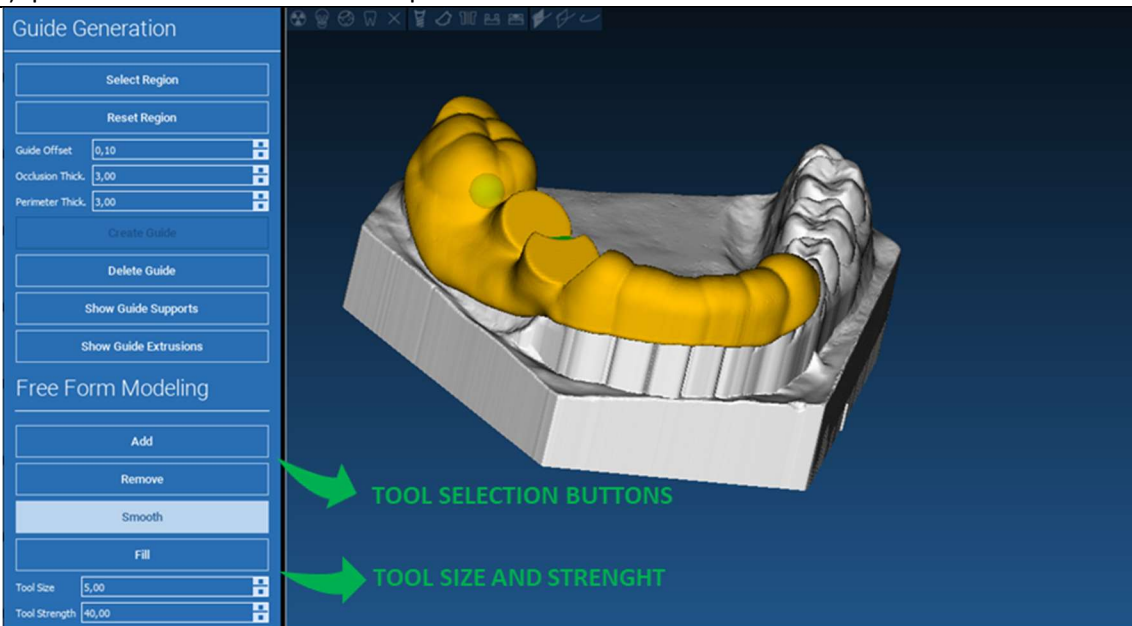 Guide Generation
Select Region
Reset Region
Guide Offset 0,10
Occlusion Thick. 3,00
Perimeter Thick. 3,00
Create Guide
Delete Guide
Show Guide Supports
Show Guide Extrusions
Free Form Modeling
Add
Remove
TOOL SELECTION BUTTONS
Smooth
Fill
TOOL SIZE AND STRENGHT
Tool Size 5,00
Tool Strength 40,00